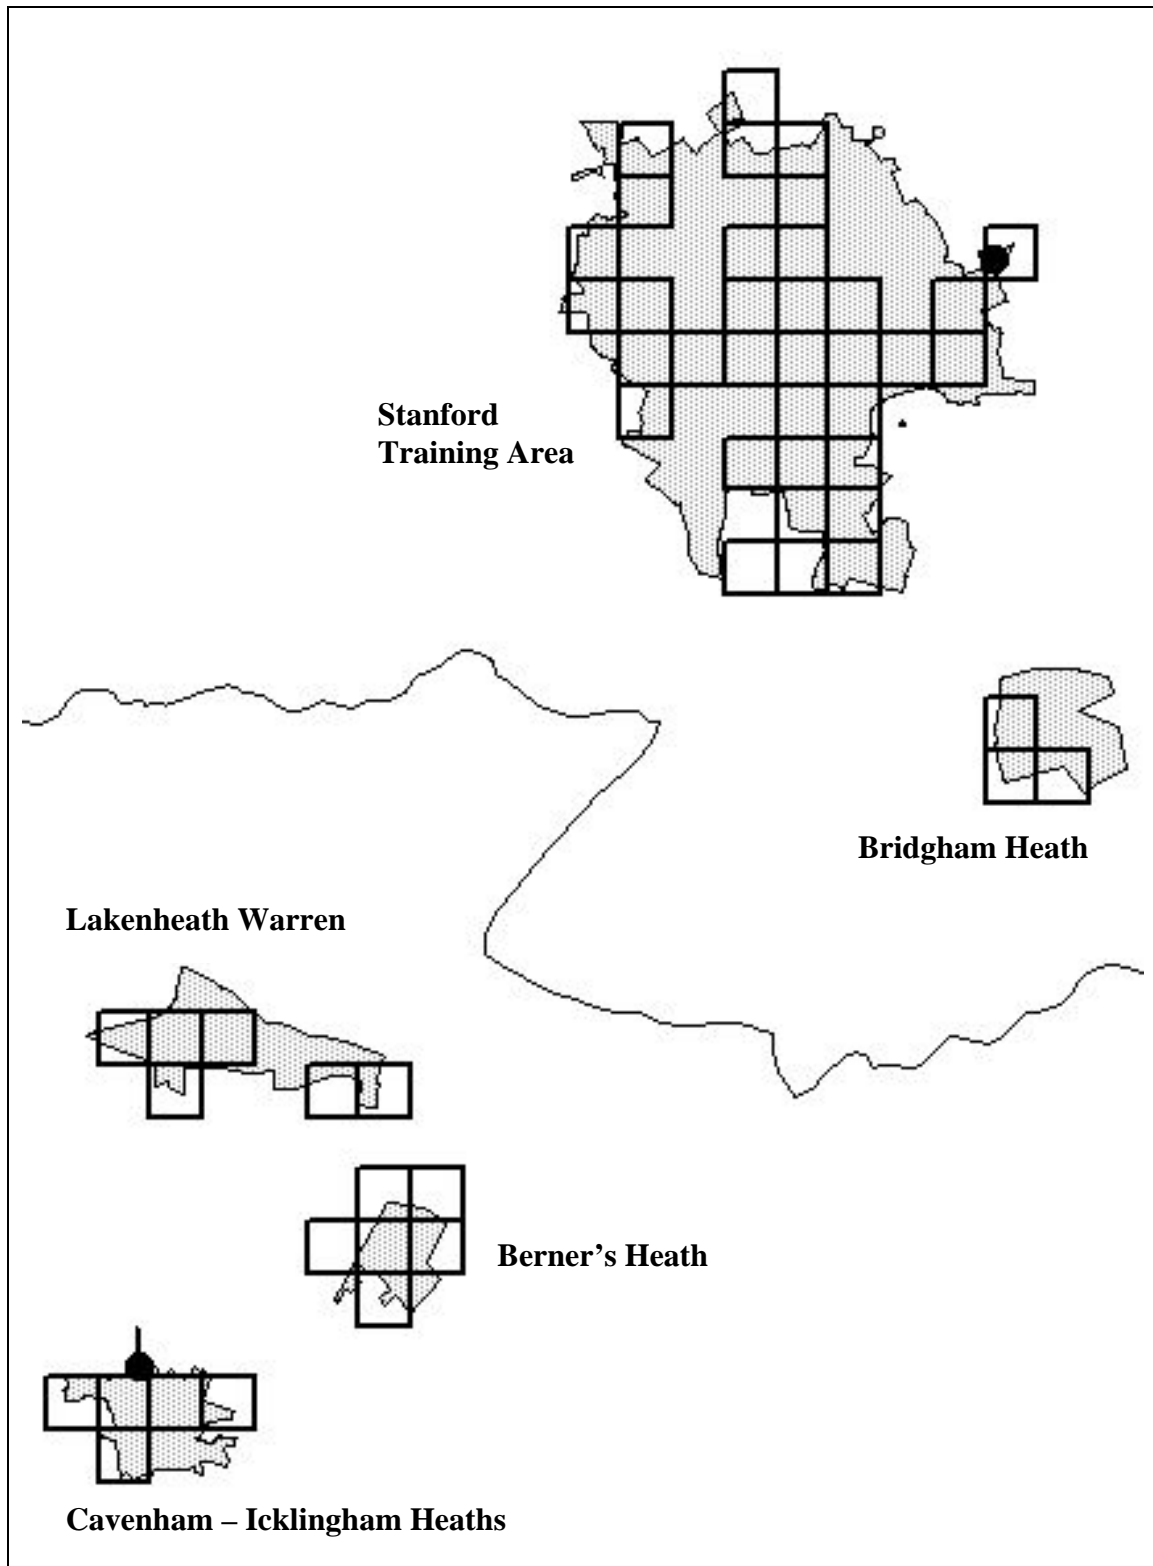 Stanford
Training Area
Bridgham Heath
Lakenheath Warren
Berner’s Heath
Cavenham – Icklingham Heaths